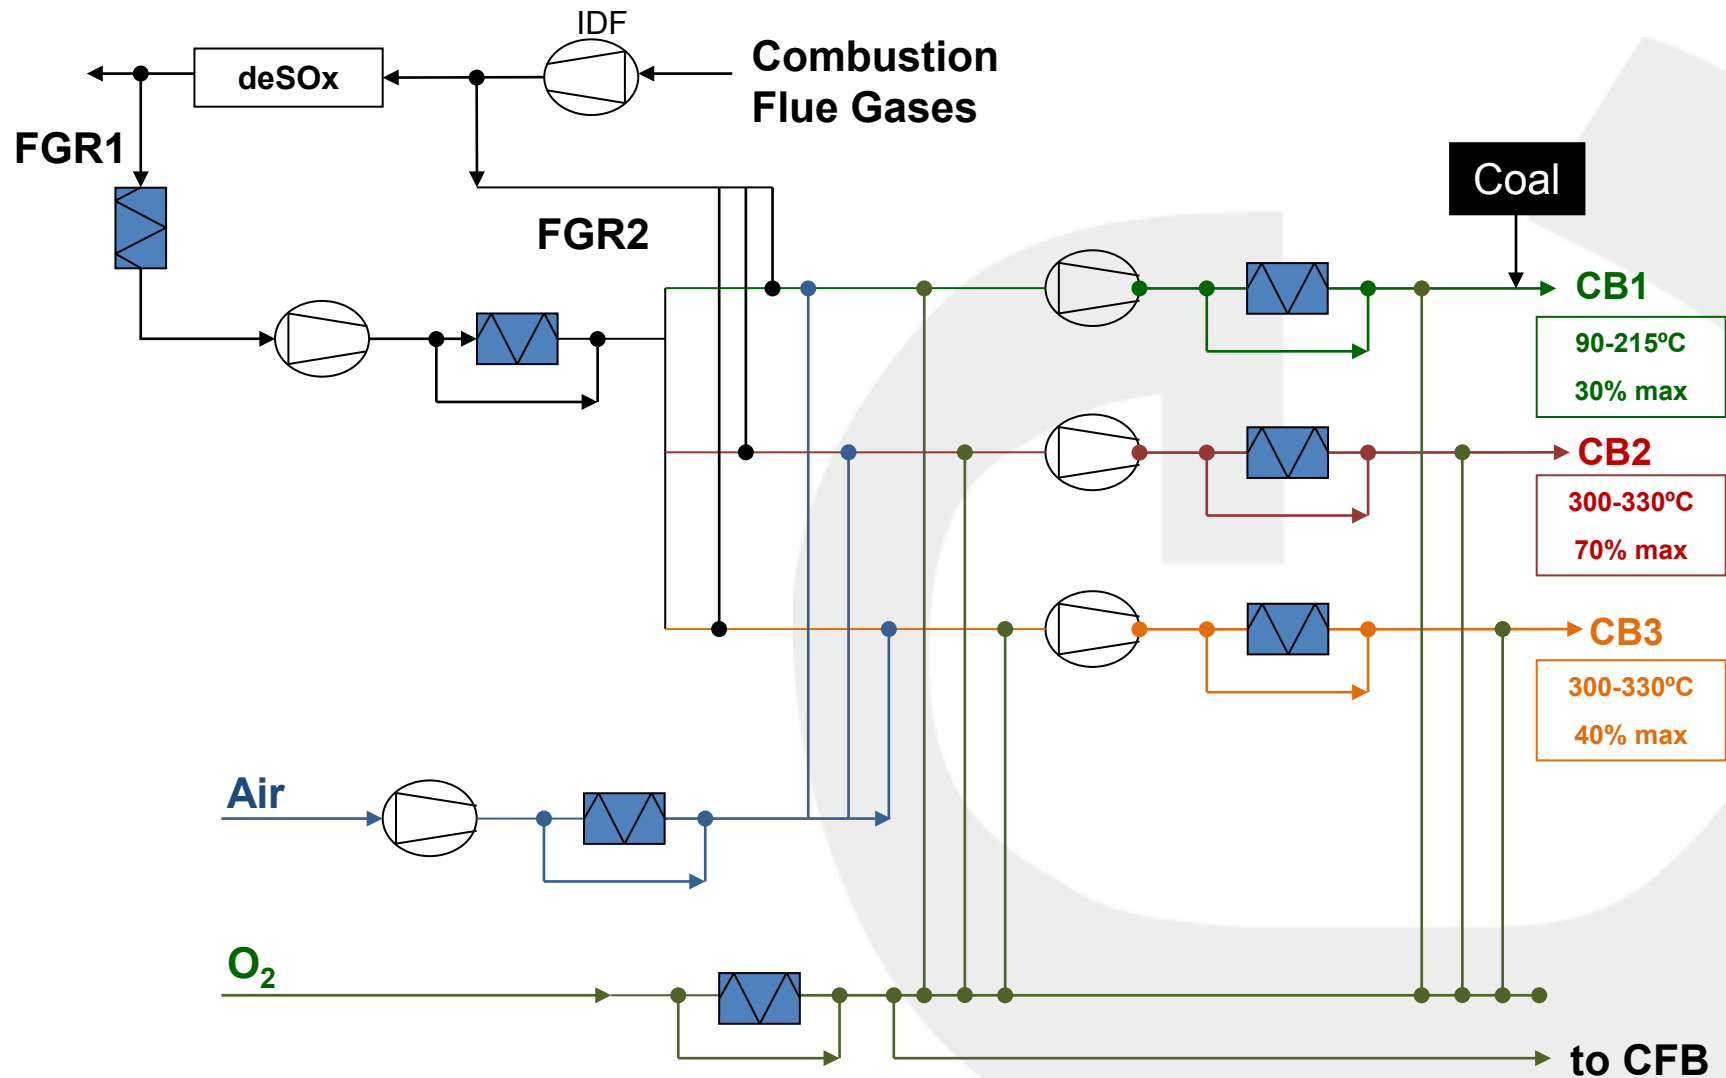 IDF
Combustion
Flue Gases
deSOx
FGR1
FGR2
Coal
CB1
90-215ºC
30% max
CB2
300-330ºC
70% max
CB3
300-330ºC
40% max
Air
O₂
to CFB